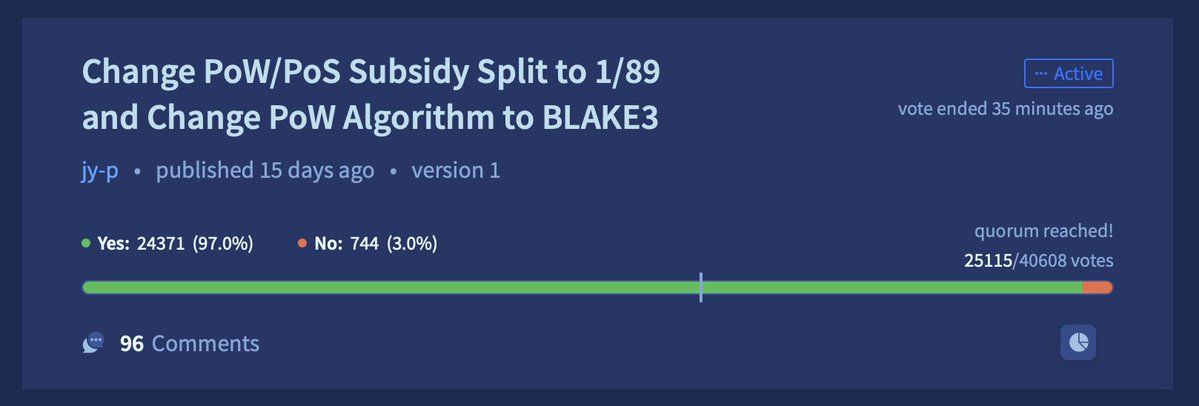 Change PoW/PoS Subsidy Split to 1/89
and Change PoW Algorithm to BLAKE3
Active
vote ended 35 minutes ago
jy-p • published 15 days ago • version 1
Yes: 24371 (97.0%) No: 744 (3.0%)
quorum reached!
25115/40608 votes
96 Comments